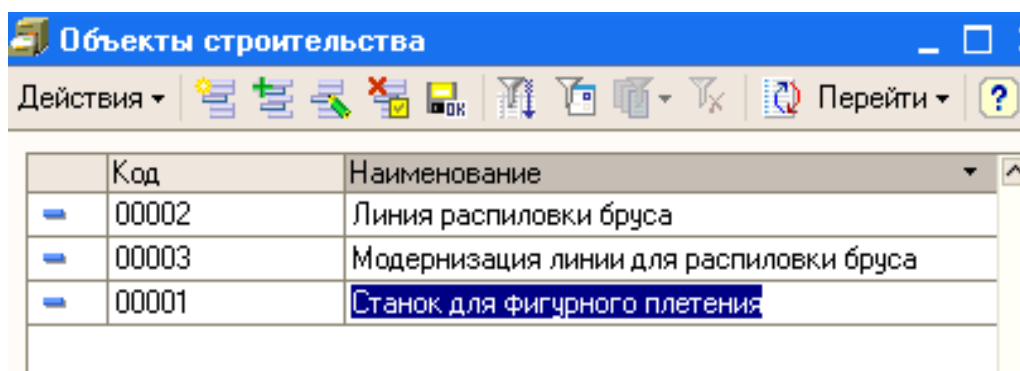 Объекты строительства
Действия OK Перейти ?
Код Наименование
00002 Линия распиловки бруса
00003 Модернизация линии для распиловки бруса
00001 Станок для фигурного плетения